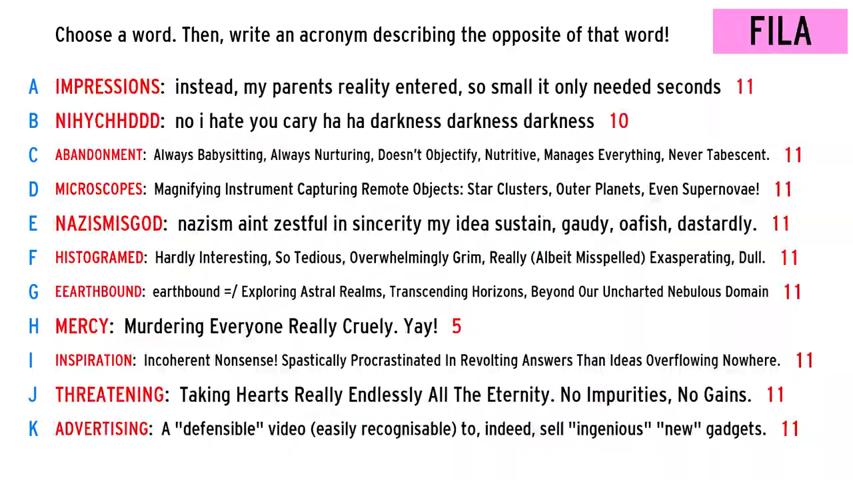 Choose a word. Then, write an acronym describing the opposite of that word!
FILA
A IMPRESSIONS: instead, my parents reality entered, so small it only needed seconds 11
B NIHYCHHDDD: no i hate you cary ha ha darkness darkness darkness 10
C ABANDONMENT: Always Babysitting, Always Nurturing, Doesn't Objectify, Nutritive, Manages Everything, Never Tabescent. 11
D MICROSCOPES: Magnifying Instrument Capturing Remote Objects: Star Clusters, Outer Planets, Even Supernovae! 11
E NAZISMISGOD: nazism aint zestful in sincerity my idea sustain, gaudy, oafish, dastardly. 11
F HISTOGRAMED: Hardly Interesting, So Tedious, Overwhelmingly Grim, Really (Albeit Misspelled) Exasperating, Dull. 11
G EEARTHBOUND: earthbound =/ Exploring Astral Realms, Transcending Horizons, Beyond Our Uncharted Nebulous Domain 11
H MERCY: Murdering Everyone Really Cruely. Yay! 5
I INSPIRATION: Incoherent Nonsense! Spastically Procrastinated In Revolting Answers Than Ideas Overflowing Nowhere. 11
J THREATENING: Taking Hearts Really Endlessly All The Eternity. No Impurities, No Gains. 11
K ADVERTISING: A "defensible" video (easily recognisable) to, indeed, sell "ingenious" "new" gadgets. 11